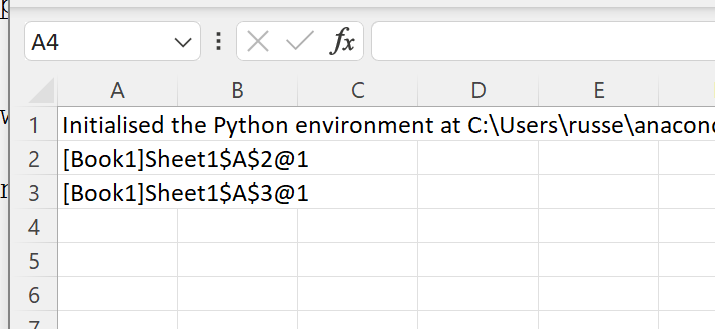 A4 fx
A B C D E
1 Initialised the Python environment at C:\Users\russe\anacon
2 [Book1]Sheet1$A$2@1
3 [Book1]Sheet1$A$3@1
4
5
6
7